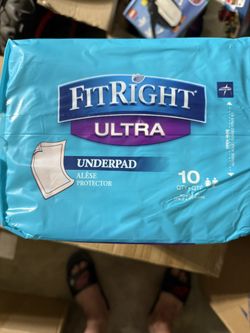 FITRIGHT
ULTRA
UNDERPAD
ALÈSE
PROTECTOR
10